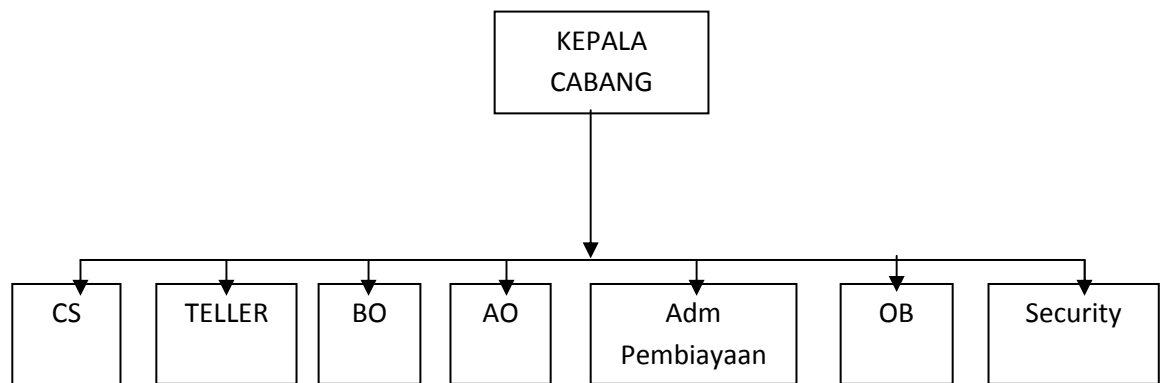 KEPALA
CABANG
CS
TELLER
BO
AO
Adm
Pembiayaan
OB
Security